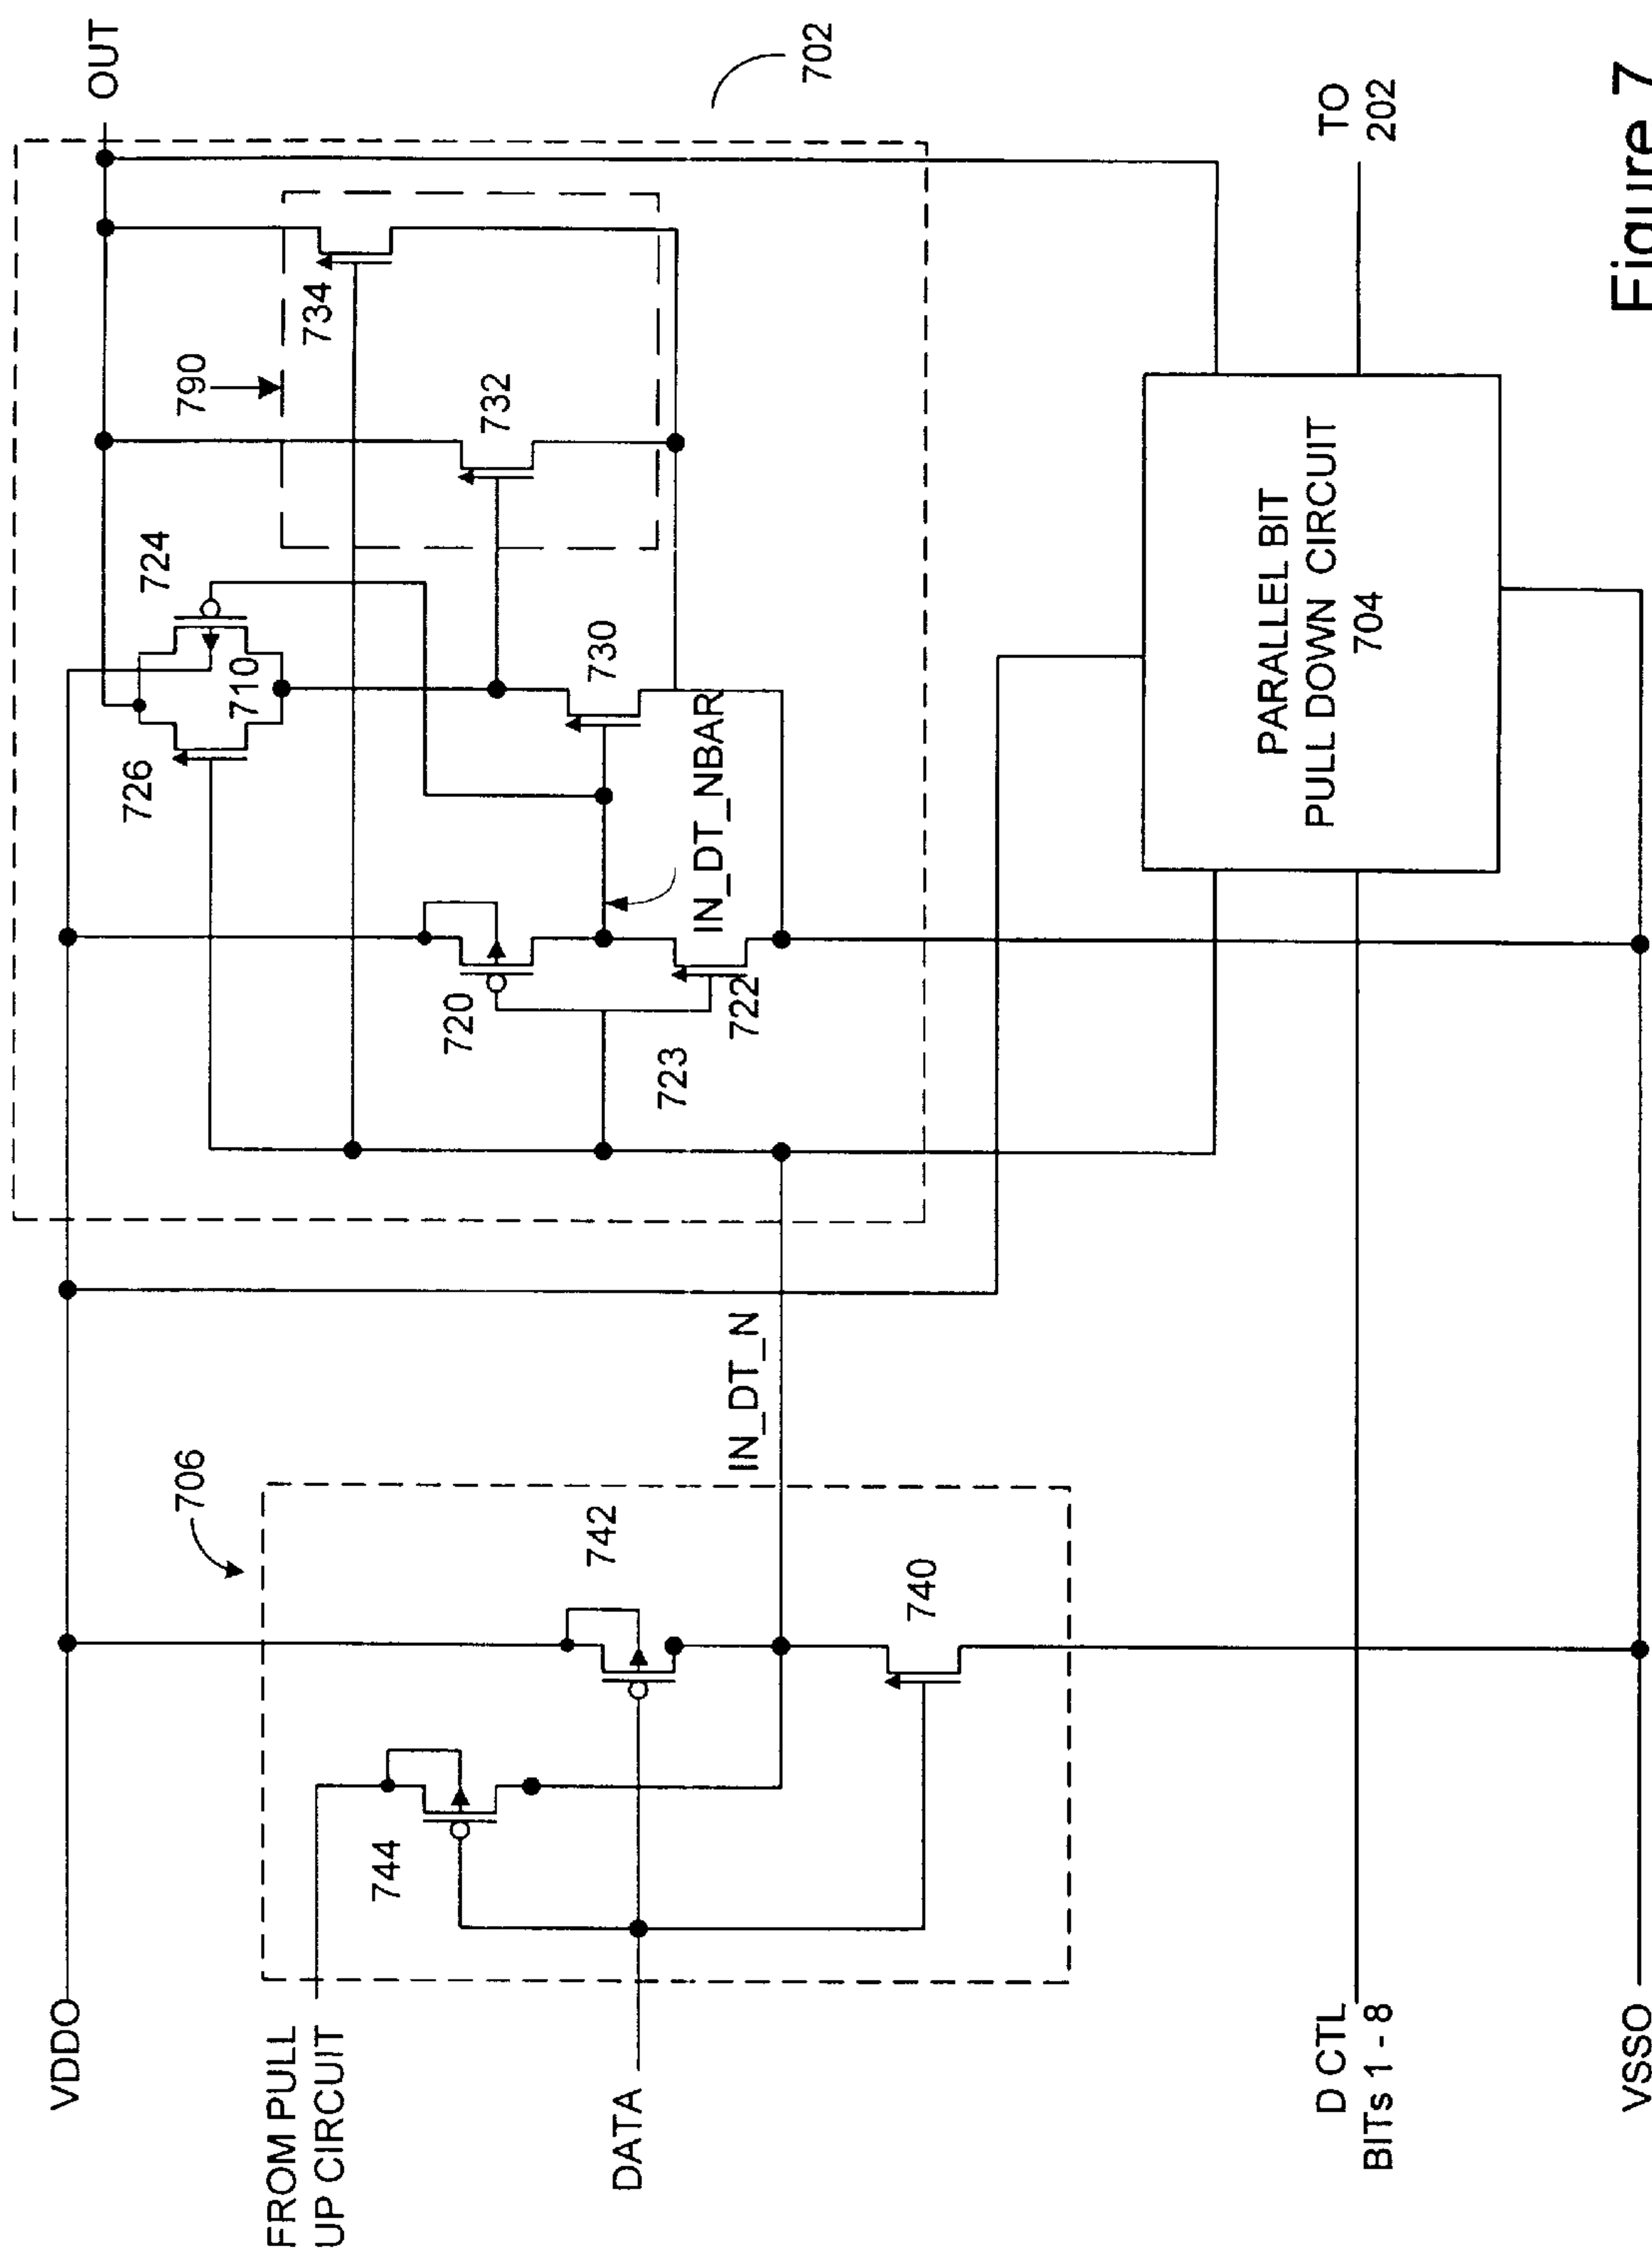 VDDO
FROM PULL
UP CIRCUIT
DATA
D CTL
BITs 1 - 8
VSSO
706
744
742
740
IN_DT_N
OUT
702
790
734
732
724
710
726
730
IN_DT_NBAR
720
722
723
PARALLEL BIT
PULL DOWN CIRCUIT
704
TO
202
Figure 7